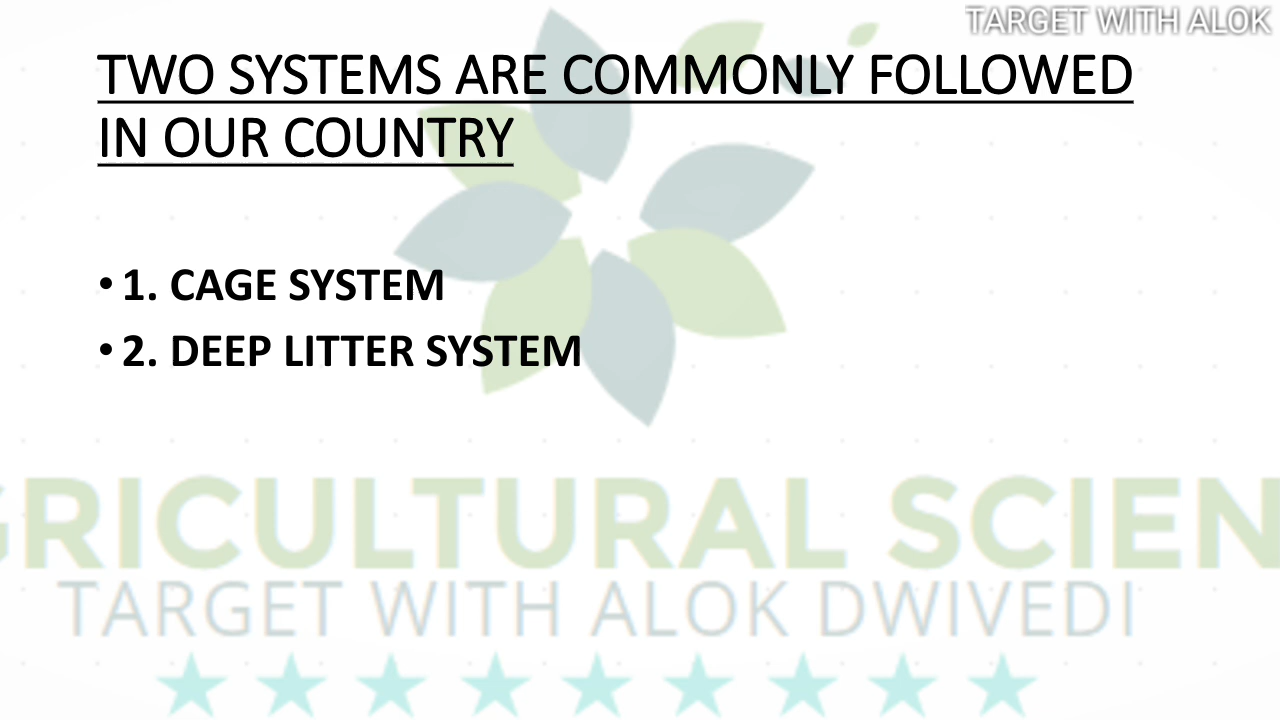 TARGET WITH ALOK
TWO SYSTEMS ARE COMMONLY FOLLOWED
IN OUR COUNTRY
• 1. CAGE SYSTEM
• 2. DEEP LITTER SYSTEM
GRICULTURAL SCIEN
TARGET WITH ALOK DWIVEDI